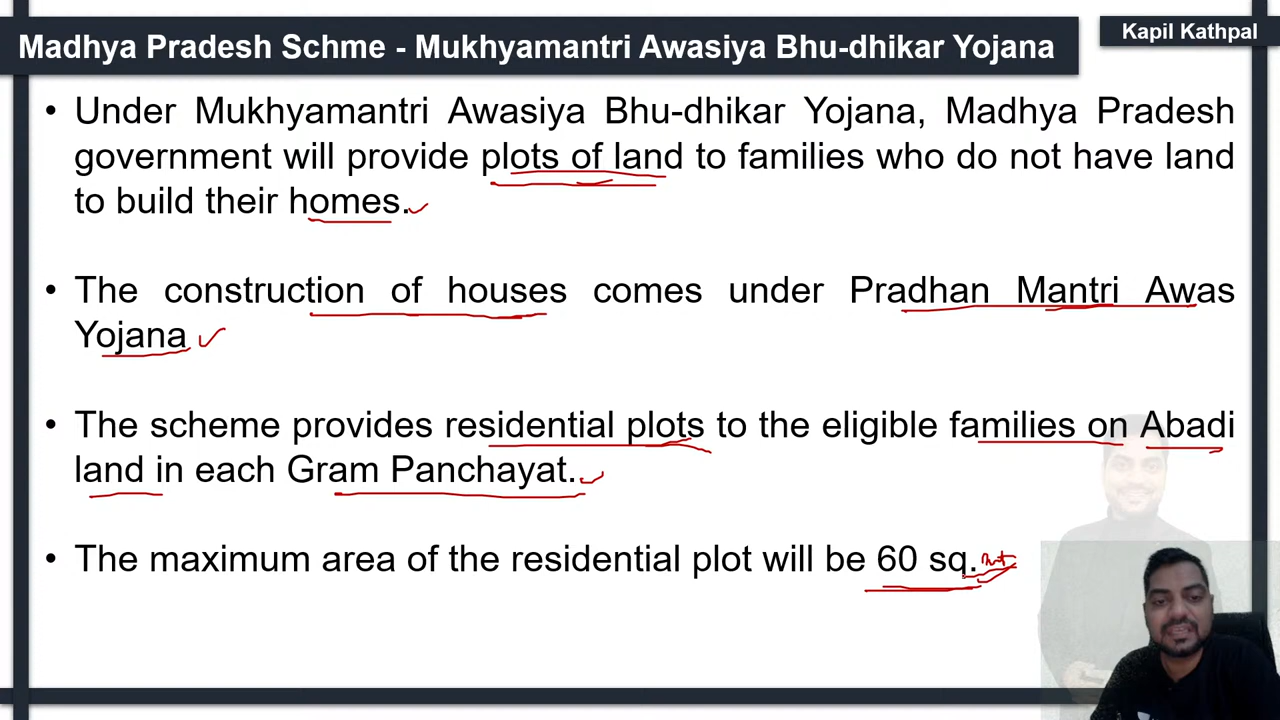 Madhya Pradesh Schme - Mukhyamantri Awasiya Bhu-dhikar Yojana
Kapil Kathpal
• Under Mukhyamantri Awasiya Bhu-dhikar Yojana, Madhya Pradesh
government will provide plots of land to families who do not have land
to build their homes.
• The construction of houses comes under Pradhan Mantri Awas
Yojana
• The scheme provides residential plots to the eligible families on Abadi
land in each Gram Panchayat.
• The maximum area of the residential plot will be 60 sq.